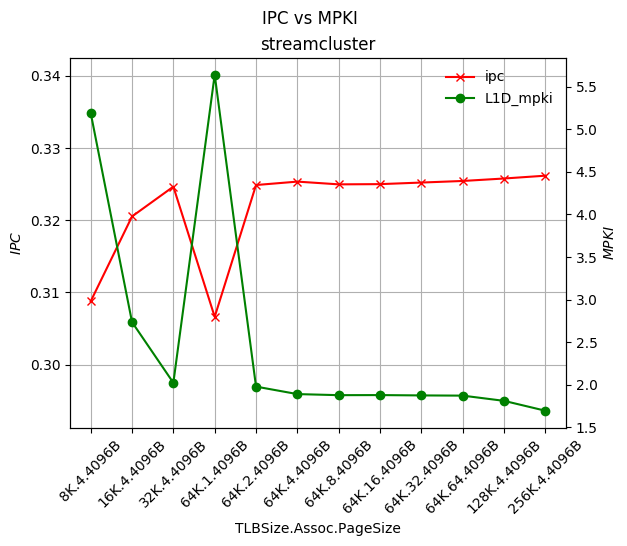 IPC vs MPKI
streamcluster
ipc
L1D_mpki
0.34
0.33
0.32
0.31
0.30
IPC
5.5
5.0
4.5
4.0
3.5
3.0
2.5
2.0
1.5
MPKI
8K.4.4096B
16K.4.4096B
32K.4.4096B
64K.1.4096B
64K.2.4096B
64K.4.4096B
64K.8.4096B
64K.16.4096B
64K.32.4096B
64K.64.4096B
128K.4.4096B
256K.4.4096B
TLBSize.Assoc.PageSize